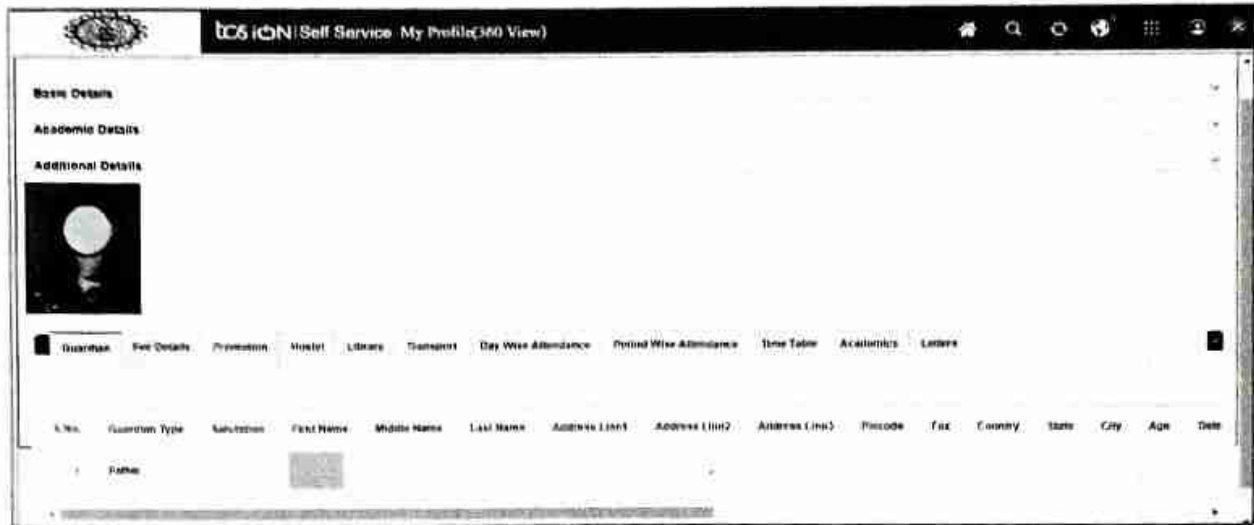 tcs iON Self Service My Profile(360 View)
Basic Details
Academic Details
Additional Details
Guardian Fee Details Promotion Hostel Library Transport Day Wise Attendance Period Wise Attendance Time Table Academics Letters
S.No. Guardian Type Salutation First Name Middle Name Last Name Address Line1 Address Line2 Address Line3 Pincode Fax Country State City Age Date
1 Father